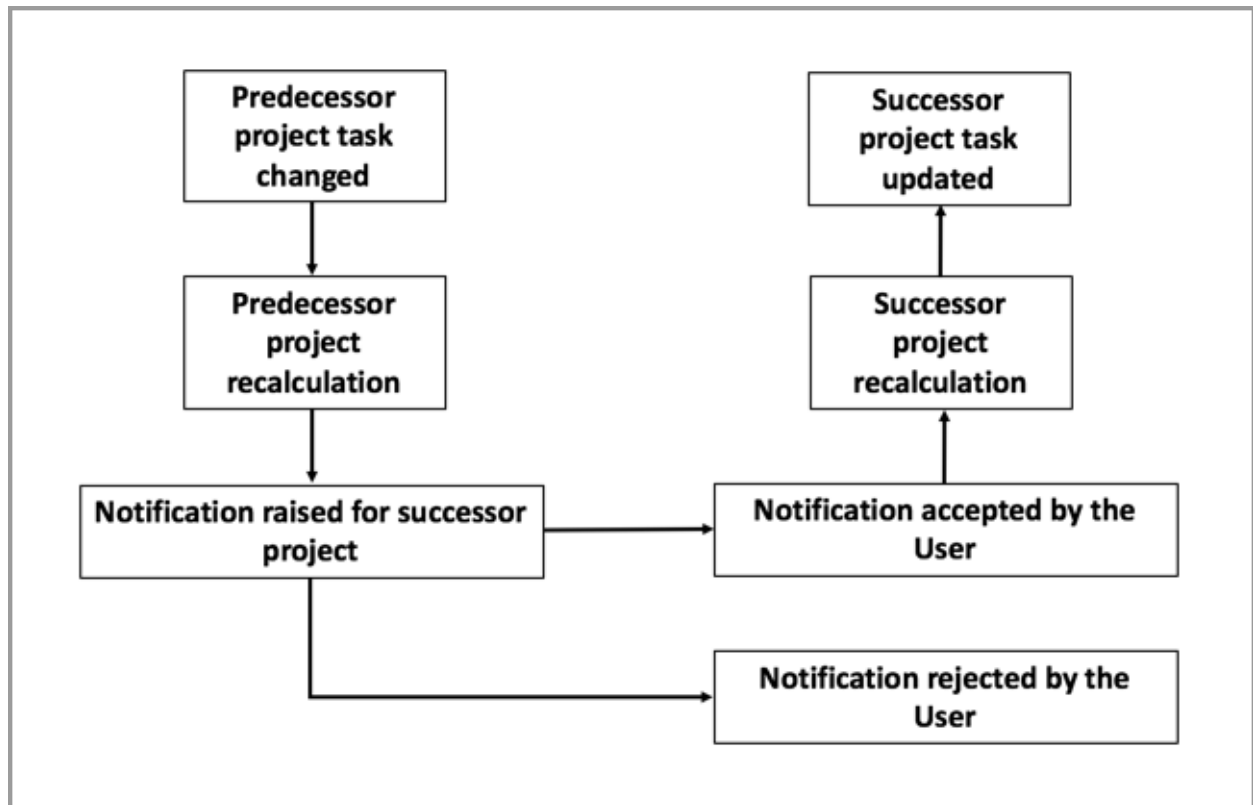 Predecessor
project task
changed
Successor
project task
updated
Predecessor
project
recalculation
Successor
project
recalculation
Notification raised for successor
project
Notification accepted by the
User
Notification rejected by the
User